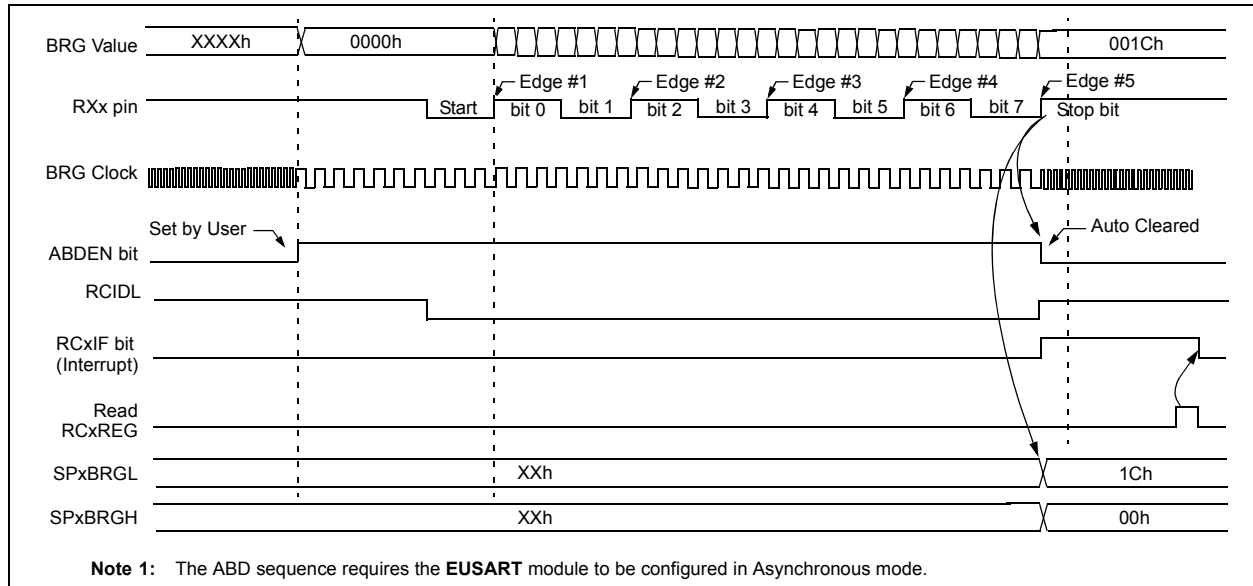 BRG Value XXXXh 0000h 001Ch
Edge #1 Edge #2 Edge #3 Edge #4 Edge #5
RXx pin Start bit 0 bit 1 bit 2 bit 3 bit 4 bit 5 bit 6 bit 7 Stop bit
BRG Clock
Set by User Auto Cleared
ABDEN bit
RCIDL
RCxIF bit
(Interrupt)
Read
RCxREG
SPxBRGL XXh 1Ch
SPxBRGH XXh 00h
Note 1: The ABD sequence requires the EUSART module to be configured in Asynchronous mode.